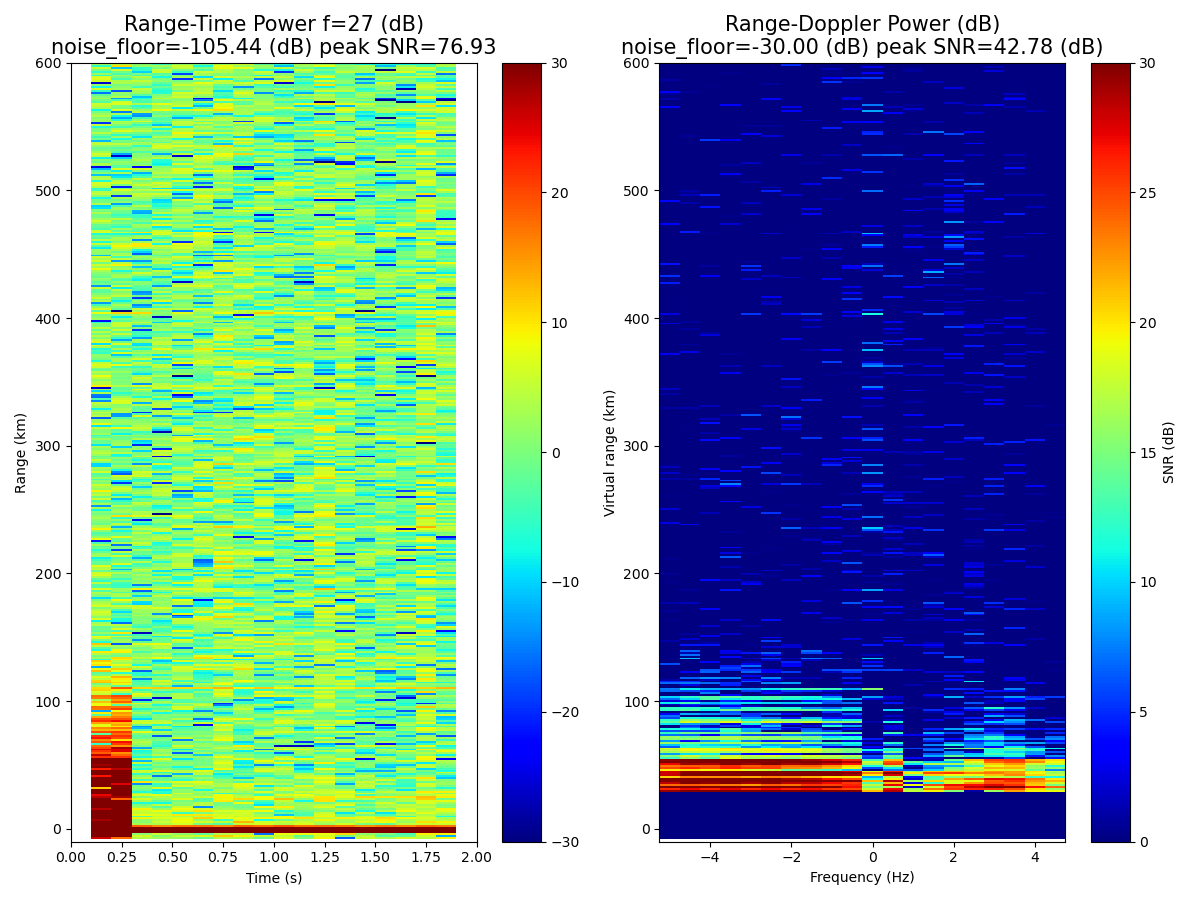 Range-Time Power f=27 (dB)
noise_floor=-105.44 (dB) peak SNR=76.93
Range-Doppler Power (dB)
noise_floor=-30.00 (dB) peak SNR=42.78 (dB)
600
500
400
300
200
100
0
Range (km)
0.00 0.25 0.50 0.75 1.00 1.25 1.50 1.75 2.00
Time (s)
30
20
10
0
−10
−20
−30
600
500
400
300
200
100
0
Virtual range (km)
−4 −2 0 2 4
Frequency (Hz)
30
25
20
15
10
5
0
SNR (dB)